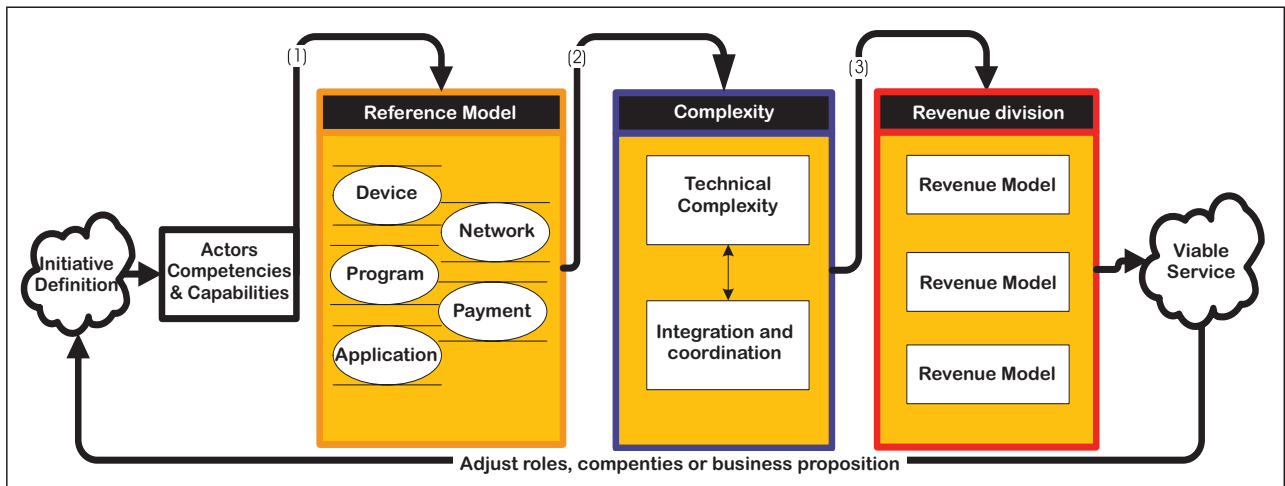 Initiative
Definition
Actors
Competencies
& Capabilities
(1)
Reference Model
Device
Network
Program
Payment
Application
(2)
Complexity
Technical
Complexity
Integration and
coordination
(3)
Revenue division
Revenue Model
Revenue Model
Revenue Model
Viable
Service
Adjust roles, compenties or business proposition